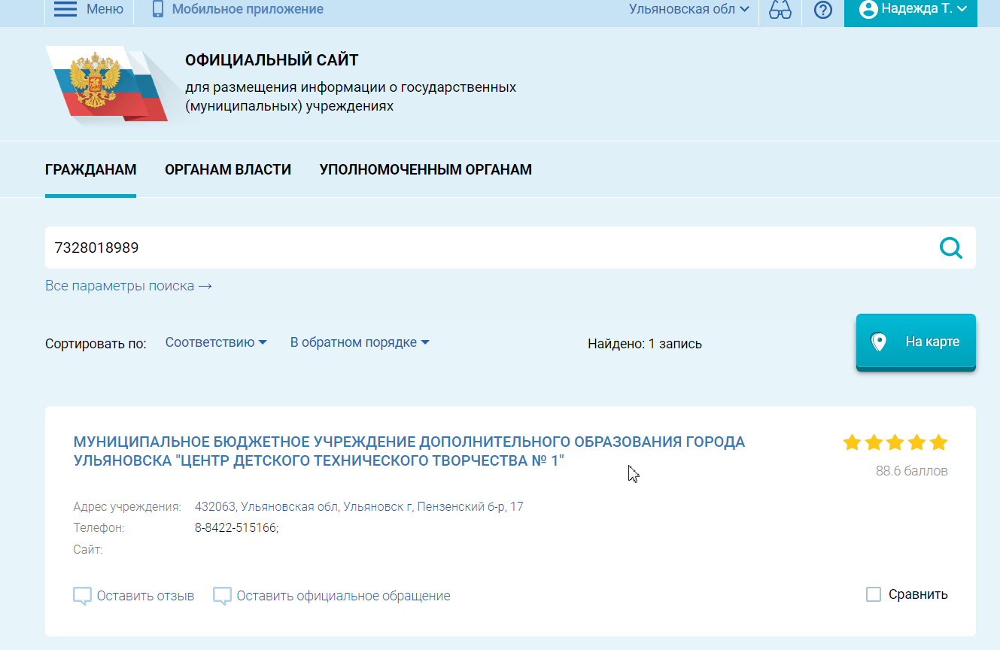 Меню Мобильное приложение Ульяновская обл Надежда Т.
ОФИЦИАЛЬНЫЙ САЙТ
для размещения информации о государственных
(муниципальных) учреждениях
ГРАЖДАНАМ ОРГАНАМ ВЛАСТИ УПОЛНОМОЧЕННЫМ ОРГАНАМ
7328018989
Все параметры поиска →
Сортировать по: Соответствию В обратном порядке Найдено: 1 запись На карте
МУНИЦИПАЛЬНОЕ БЮДЖЕТНОЕ УЧРЕЖДЕНИЕ ДОПОЛНИТЕЛЬНОГО ОБРАЗОВАНИЯ ГОРОДА
УЛЬЯНОВСКА "ЦЕНТР ДЕТСКОГО ТЕХНИЧЕСКОГО ТВОРЧЕСТВА № 1"
88.6 баллов
Адрес учреждения: 432063, Ульяновская обл, Ульяновск г, Пензенский б-р, 17
Телефон: 8-8422-515166;
Сайт:
Оставить отзыв Оставить официальное обращение Сравнить